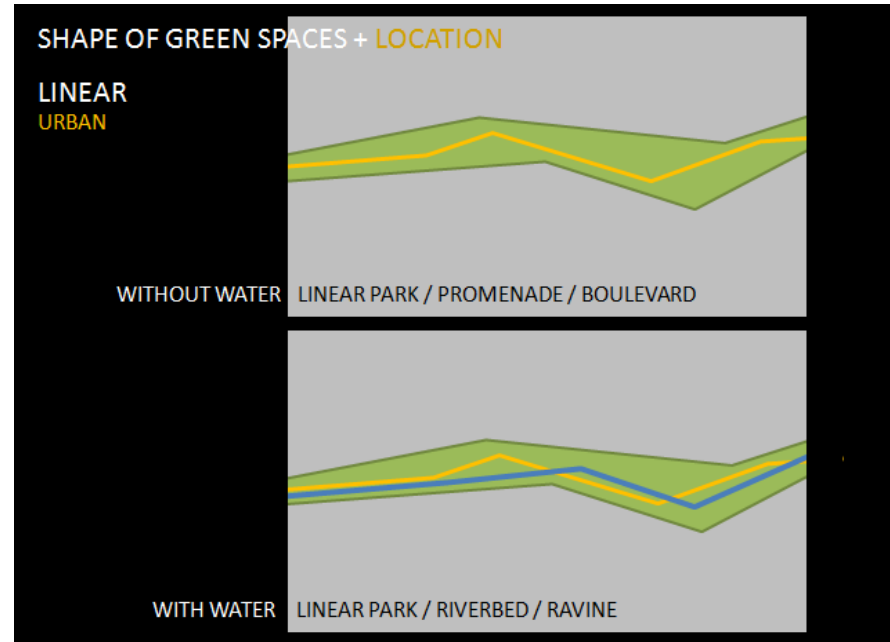 SHAPE OF GREEN SPACES + LOCATION
LINEAR
URBAN
WITHOUT WATER LINEAR PARK / PROMENADE / BOULEVARD
WITH WATER LINEAR PARK / RIVERBED / RAVINE